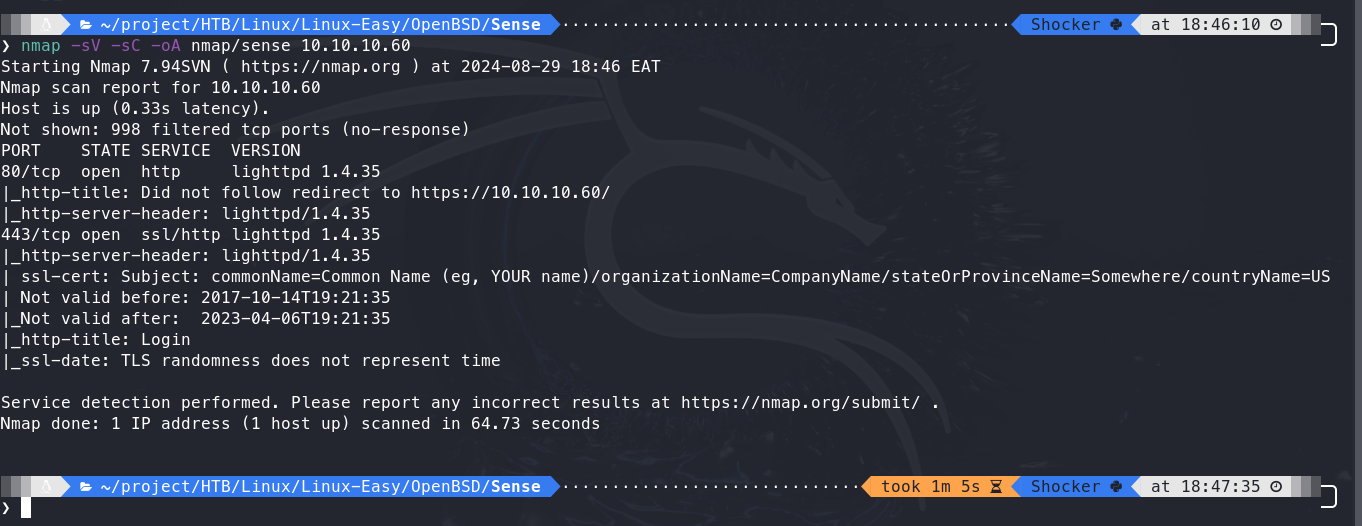 ~/project/HTB/Linux/Linux-Easy/OpenBSD/Sense Shocker at 18:46:10
❯ nmap -sV -sC -oA nmap/sense 10.10.10.60
Starting Nmap 7.94SVN ( https://nmap.org ) at 2024-08-29 18:46 EAT
Nmap scan report for 10.10.10.60
Host is up (0.33s latency).
Not shown: 998 filtered tcp ports (no-response)
PORT    STATE SERVICE  VERSION
80/tcp  open  http     lighttpd 1.4.35
|_http-title: Did not follow redirect to https://10.10.10.60/
|_http-server-header: lighttpd/1.4.35
443/tcp open  ssl/http lighttpd 1.4.35
|_http-server-header: lighttpd/1.4.35
| ssl-cert: Subject: commonName=Common Name (eg, YOUR name)/organizationName=CompanyName/stateOrProvinceName=Somewhere/countryName=US
| Not valid before: 2017-10-14T19:21:35
|_Not valid after:  2023-04-06T19:21:35
|_http-title: Login
|_ssl-date: TLS randomness does not represent time
Service detection performed. Please report any incorrect results at https://nmap.org/submit/ .
Nmap done: 1 IP address (1 host up) scanned in 64.73 seconds
~/project/HTB/Linux/Linux-Easy/OpenBSD/Sense took 1m 5s Shocker at 18:47:35
❯